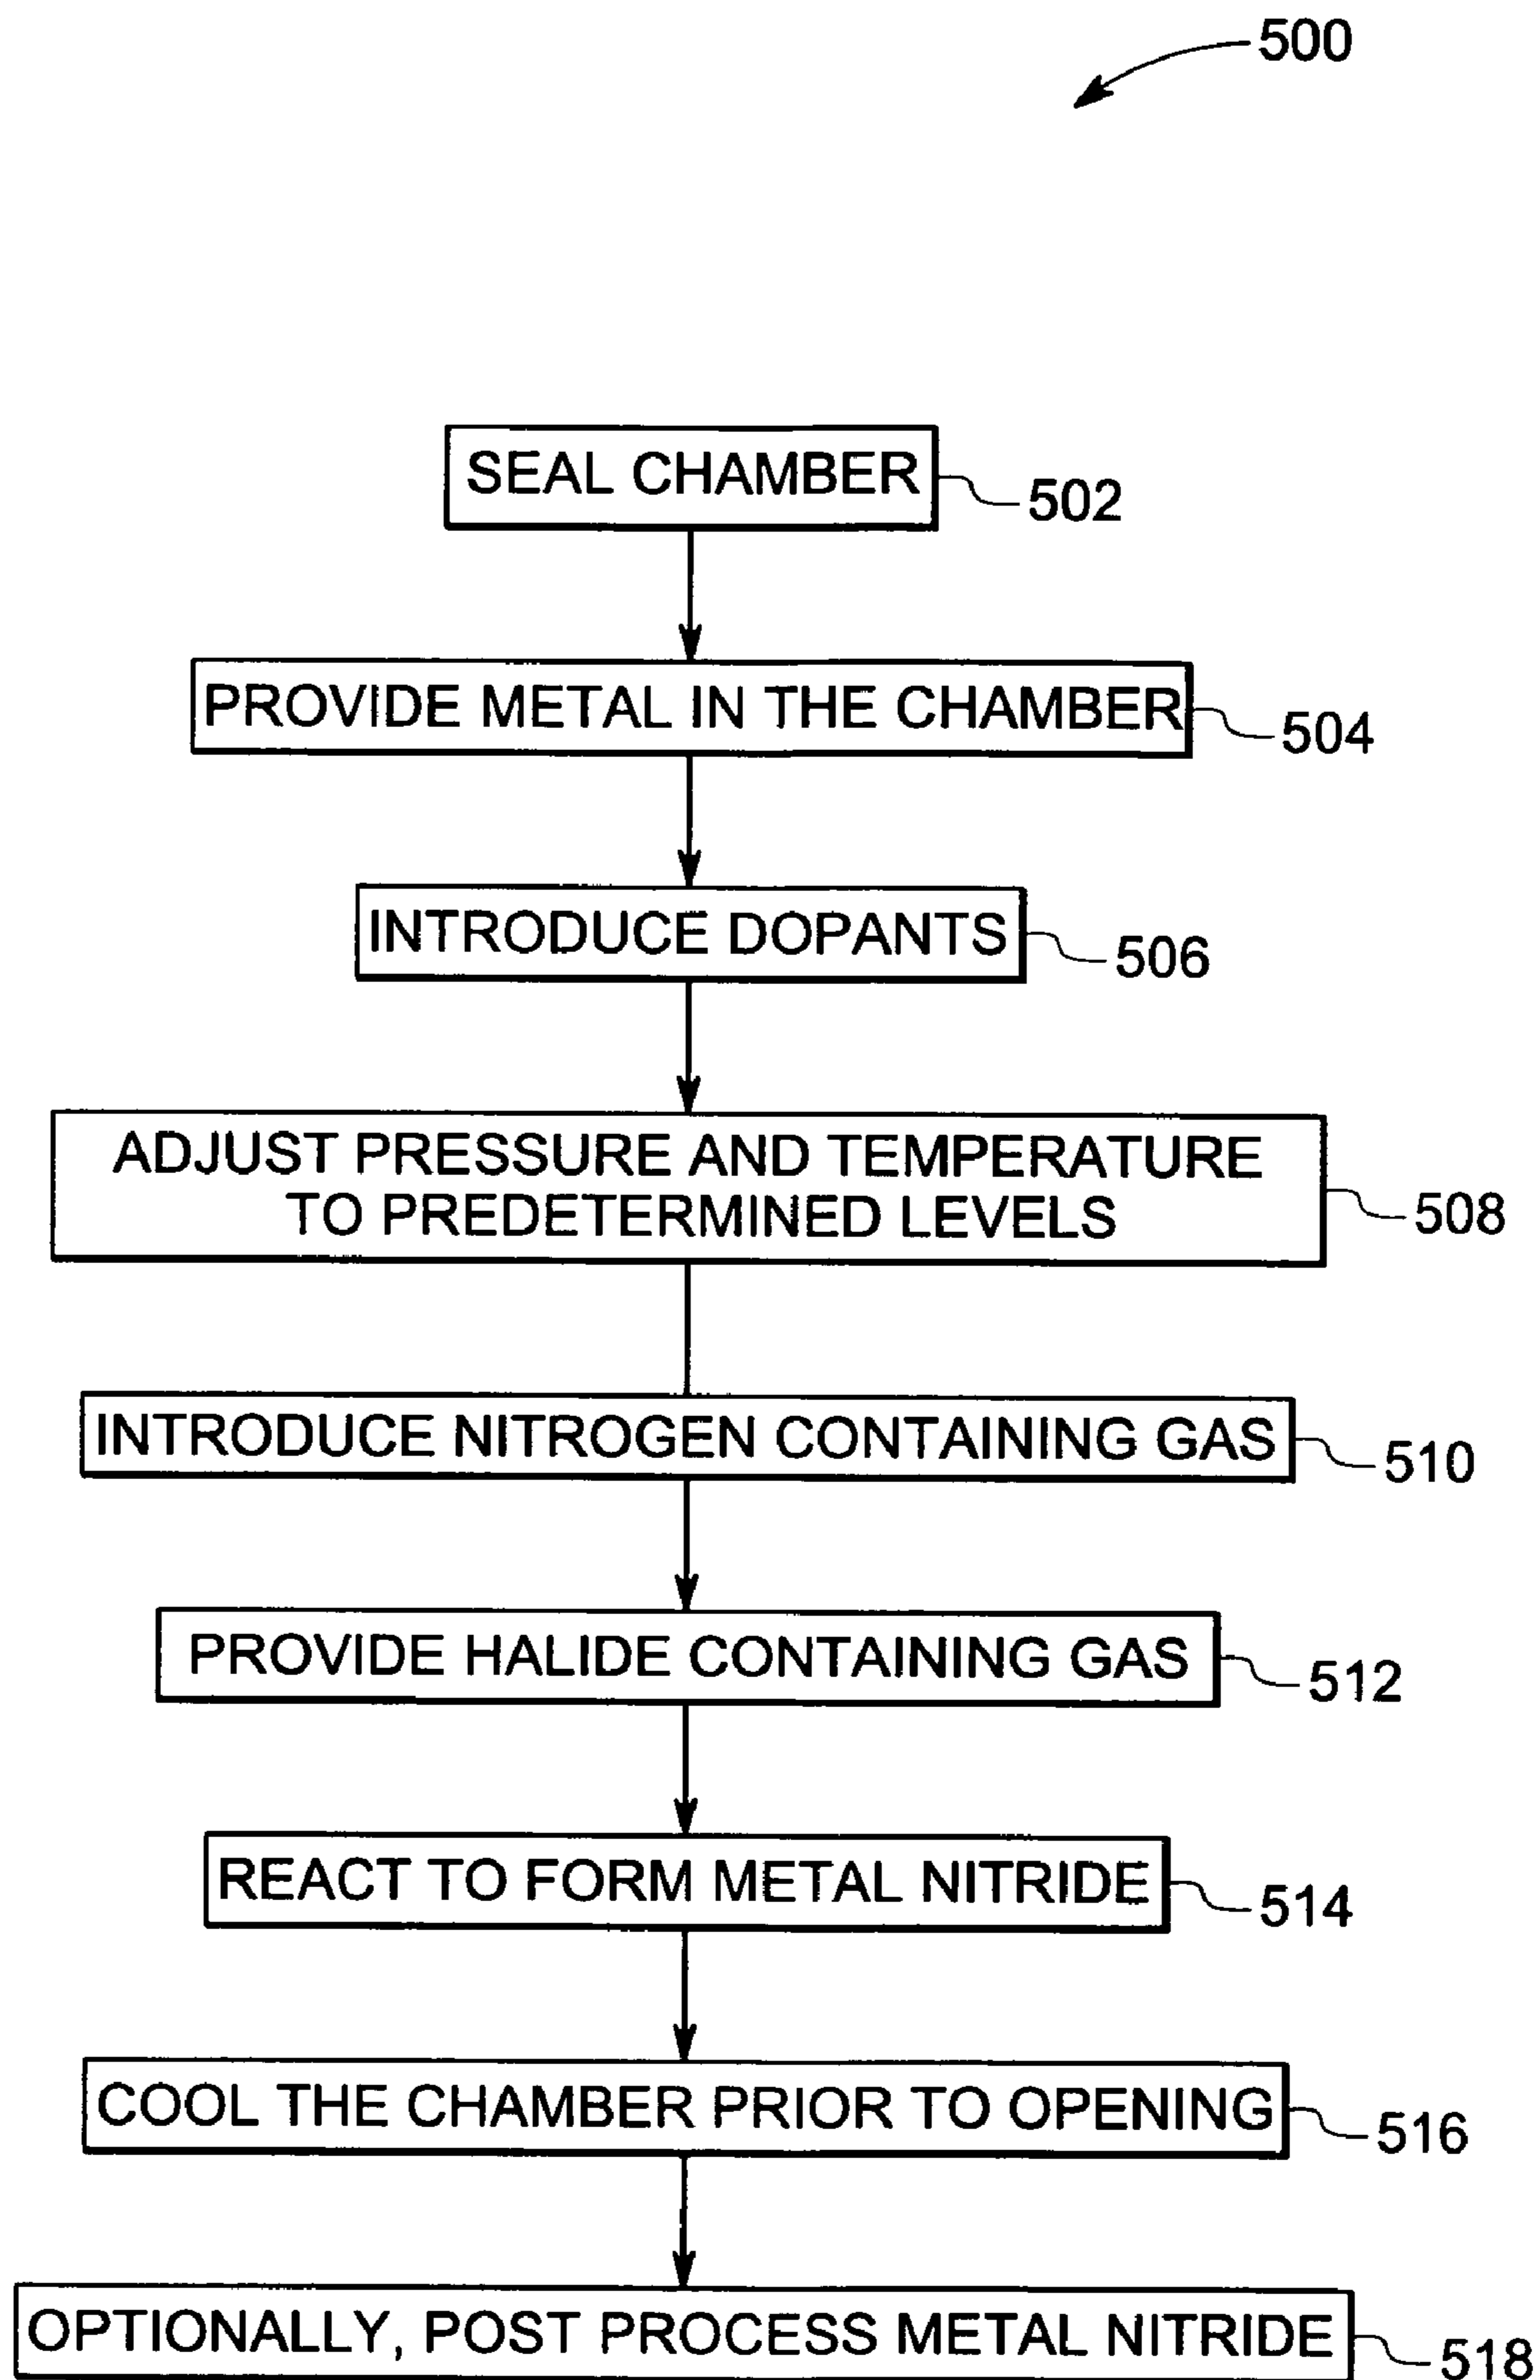 500
SEAL CHAMBER
502
PROVIDE METAL IN THE CHAMBER
504
INTRODUCE DOPANTS
506
ADJUST PRESSURE AND TEMPERATURE
TO PREDETERMINED LEVELS
508
INTRODUCE NITROGEN CONTAINING GAS
510
PROVIDE HALIDE CONTAINING GAS
512
REACT TO FORM METAL NITRIDE
514
COOL THE CHAMBER PRIOR TO OPENING
516
OPTIONALLY, POST PROCESS METAL NITRIDE
518